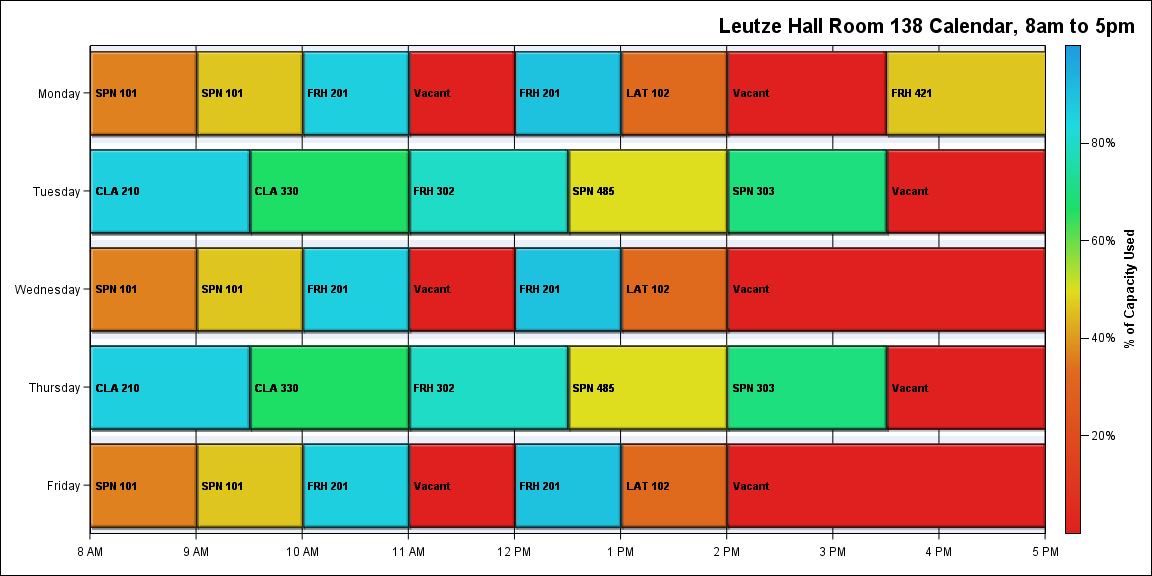 Leutze Hall Room 138 Calendar, 8am to 5pm
Monday
SPN 101
SPN 101
FRH 201
Vacant
FRH 201
LAT 102
Vacant
FRH 421
Tuesday
CLA 210
CLA 330
FRH 302
SPN 485
SPN 303
Vacant
Wednesday
SPN 101
SPN 101
FRH 201
Vacant
FRH 201
LAT 102
Vacant
Thursday
CLA 210
CLA 330
FRH 302
SPN 485
SPN 303
Vacant
Friday
SPN 101
SPN 101
FRH 201
Vacant
FRH 201
LAT 102
Vacant
8 AM
9 AM
10 AM
11 AM
12 PM
1 PM
2 PM
3 PM
4 PM
5 PM
80%
60%
40%
20%
% of Capacity Used